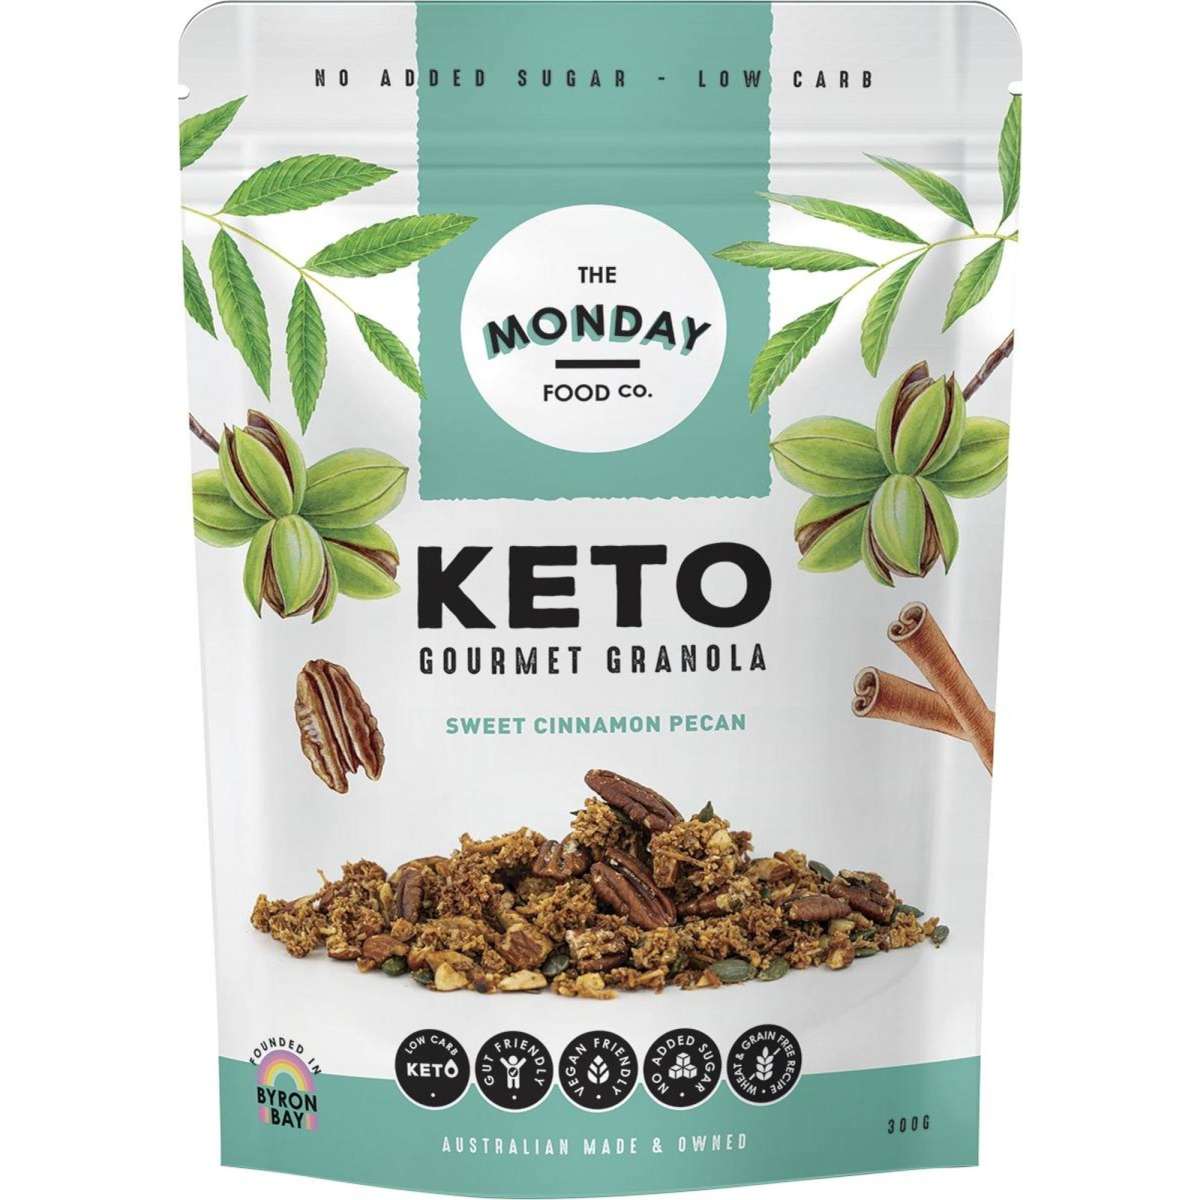 NO ADDED SUGAR - LOW CARB
THE
MONDAY
FOOD CO.
KETO
GOURMET GRANOLA
SWEET CINNAMON PECAN
FOUNDED IN
BYRON
BAY
LOW CARB
KETO
GUT FRIENDLY
VEGAN FRIENDLY
NO ADDED SUGAR
WHEAT & GRAIN FREE RECIPE
300G
AUSTRALIAN MADE & OWNED